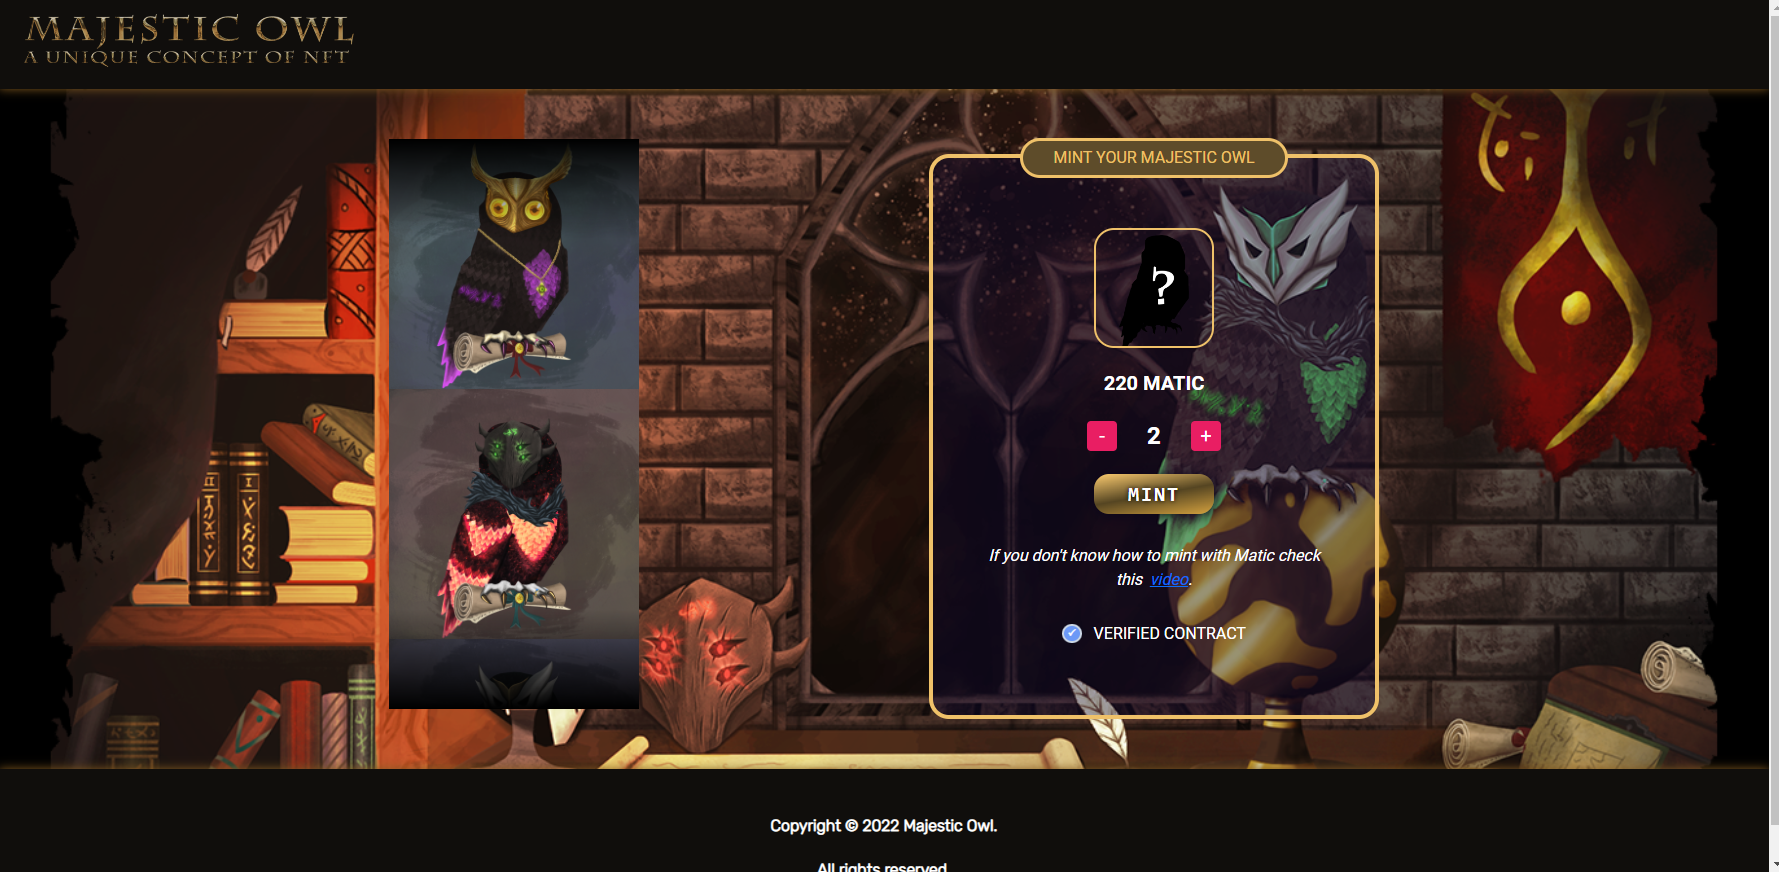 MAJESTIC OWL
A UNIQUE CONCEPT OF NFT
MINT YOUR MAJESTIC OWL
?
220 MATIC
- 2 +
MINT
If you don't know how to mint with Matic check
this video.
VERIFIED CONTRACT
Copyright © 2022 Majestic Owl.
All rights reserved